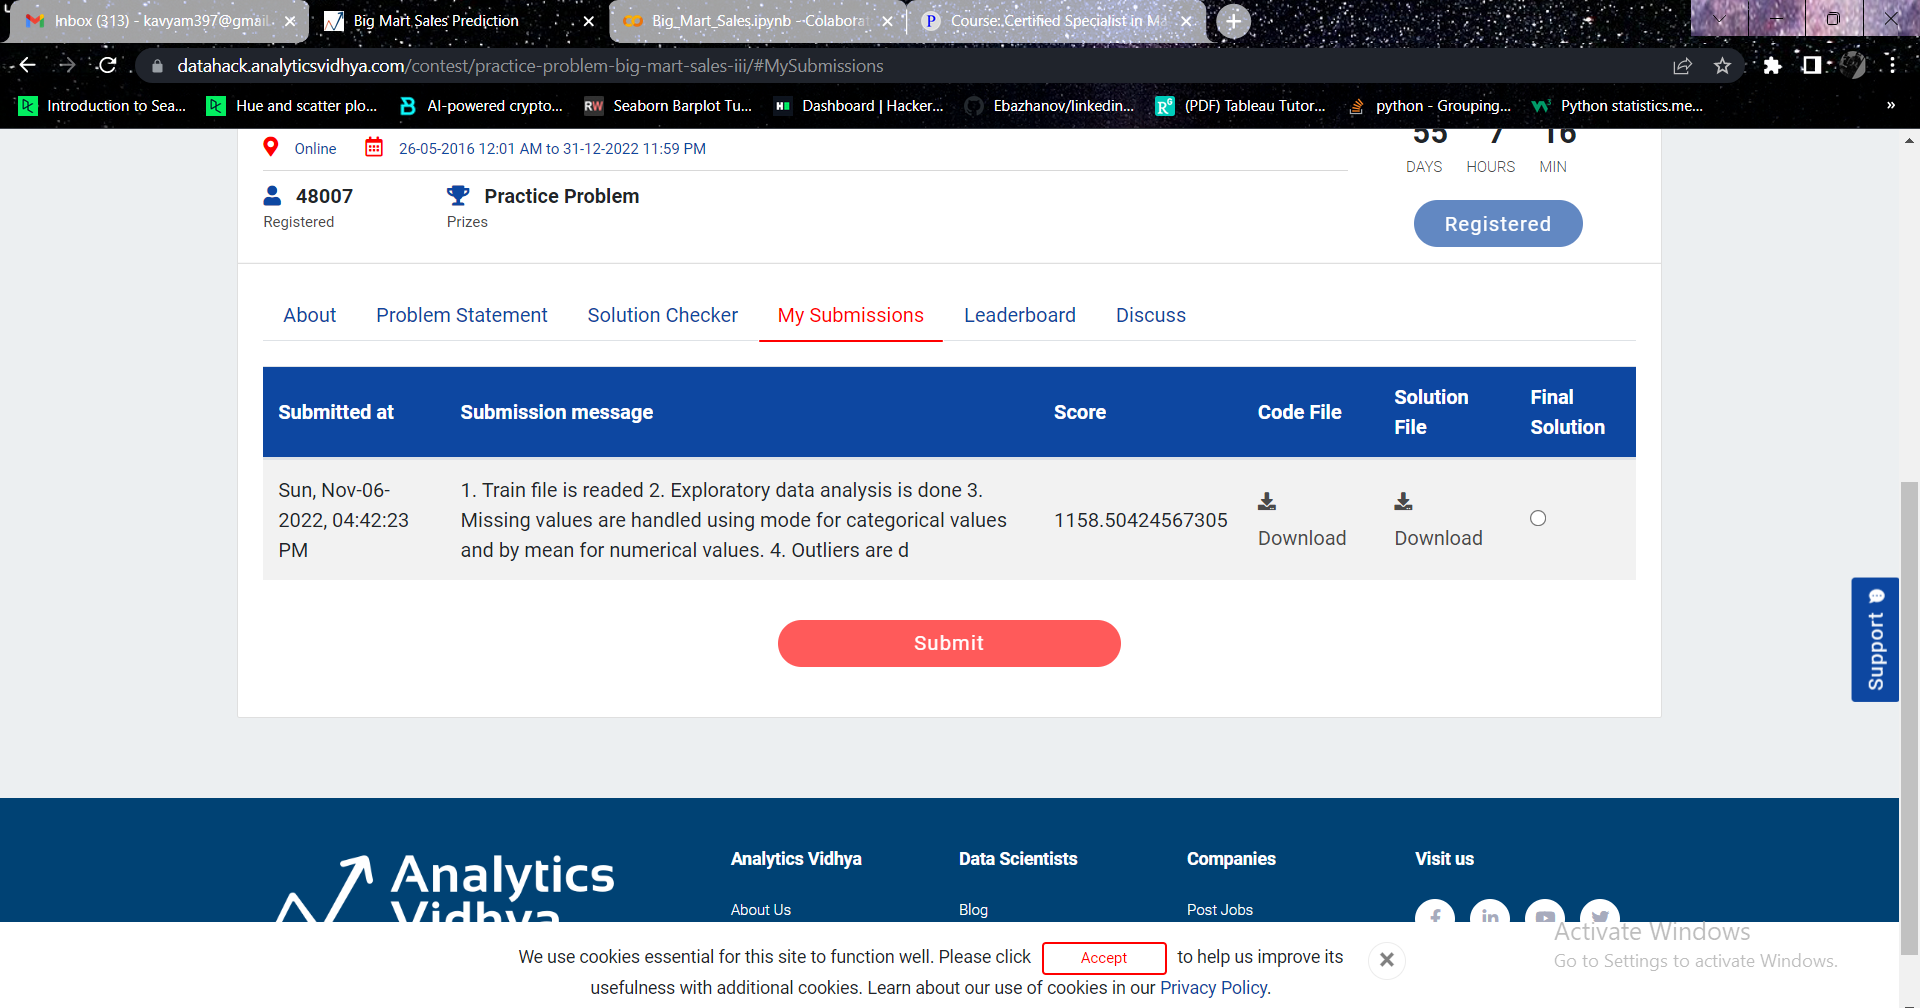 Inbox (313) - kavyam397@gmail.
Big Mart Sales Prediction
Big_Mart_Sales.ipynb - Colaborat
Course: Certified Specialist in Ma
datahack.analyticsvidhya.com/contest/practice-problem-big-mart-sales-iii/#MySubmissions
Introduction to Sea...
Hue and scatter plo...
AI-powered crypto...
RW Seaborn Barplot Tu...
Dashboard | Hacker...
Ebazhanov/linkedin...
(PDF) Tableau Tutor...
python - Grouping...
Python statistics.me...
»
Online
26-05-2016 12:01 AM to 31-12-2022 11:59 PM
55 7 16
DAYS HOURS MIN
48007
Registered
Practice Problem
Prizes
Registered
About Problem Statement Solution Checker My Submissions Leaderboard Discuss
Submitted at Submission message Score Code File Solution File Final Solution
Sun, Nov-06-
2022, 04:42:23
PM
1. Train file is readed 2. Exploratory data analysis is done 3.
Missing values are handled using mode for categorical values
and by mean for numerical values. 4. Outliers are d
1158.50424567305
Download
Download
Submit
Support
Analytics
Vidhya
Analytics Vidhya
About Us
Data Scientists
Blog
Companies
Post Jobs
Visit us
Activate Windows
Go to Settings to activate Windows.
We use cookies essential for this site to function well. Please click Accept to help us improve its
usefulness with additional cookies. Learn about our use of cookies in our Privacy Policy.